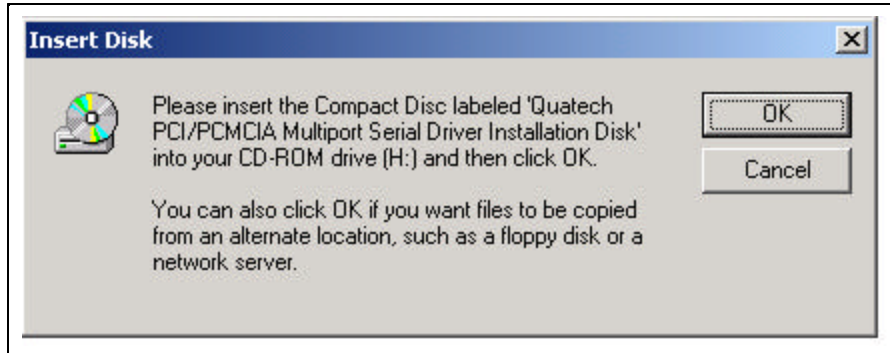 Insert Disk
Please insert the Compact Disc labeled 'Quatech
PCI/PCMCIA Multiport Serial Driver Installation Disk'
into your CD-ROM drive (H:) and then click OK.
You can also click OK if you want files to be copied
from an alternate location, such as a floppy disk or a
network server.
OK
Cancel